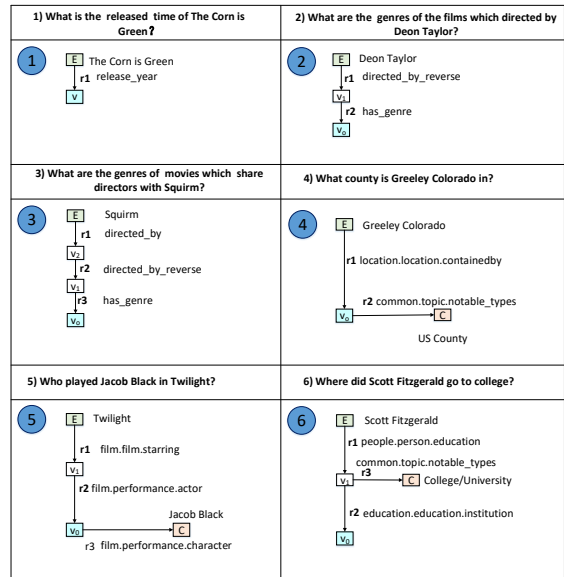 1) What is the released time of The Corn is
Green?
1
E The Corn is Green
r1 release_year
v
2) What are the genres of the films which directed by
Deon Taylor?
2
E Deon Taylor
r1 directed_by_reverse
v1
r2 has_genre
vo
3) What are the genres of movies which share
directors with Squirm?
3
E Squirm
r1 directed_by
v2
r2 directed_by_reverse
v1
r3 has_genre
vo
4) What county is Greeley Colorado in?
4
E Greeley Colorado
r1 location.location.containedby
r2 common.topic.notable_types
vo C
US County
5) Who played Jacob Black in Twilight?
5
E Twilight
r1 film.film.starring
v1
r2 film.performance.actor
Jacob Black
v0 C
r3 film.performance.character
6) Where did Scott Fitzgerald go to college?
6
E Scott Fitzgerald
r1 people.person.education
common.topic.notable_types
r3
v1 C College/University
r2 education.education.institution
vo